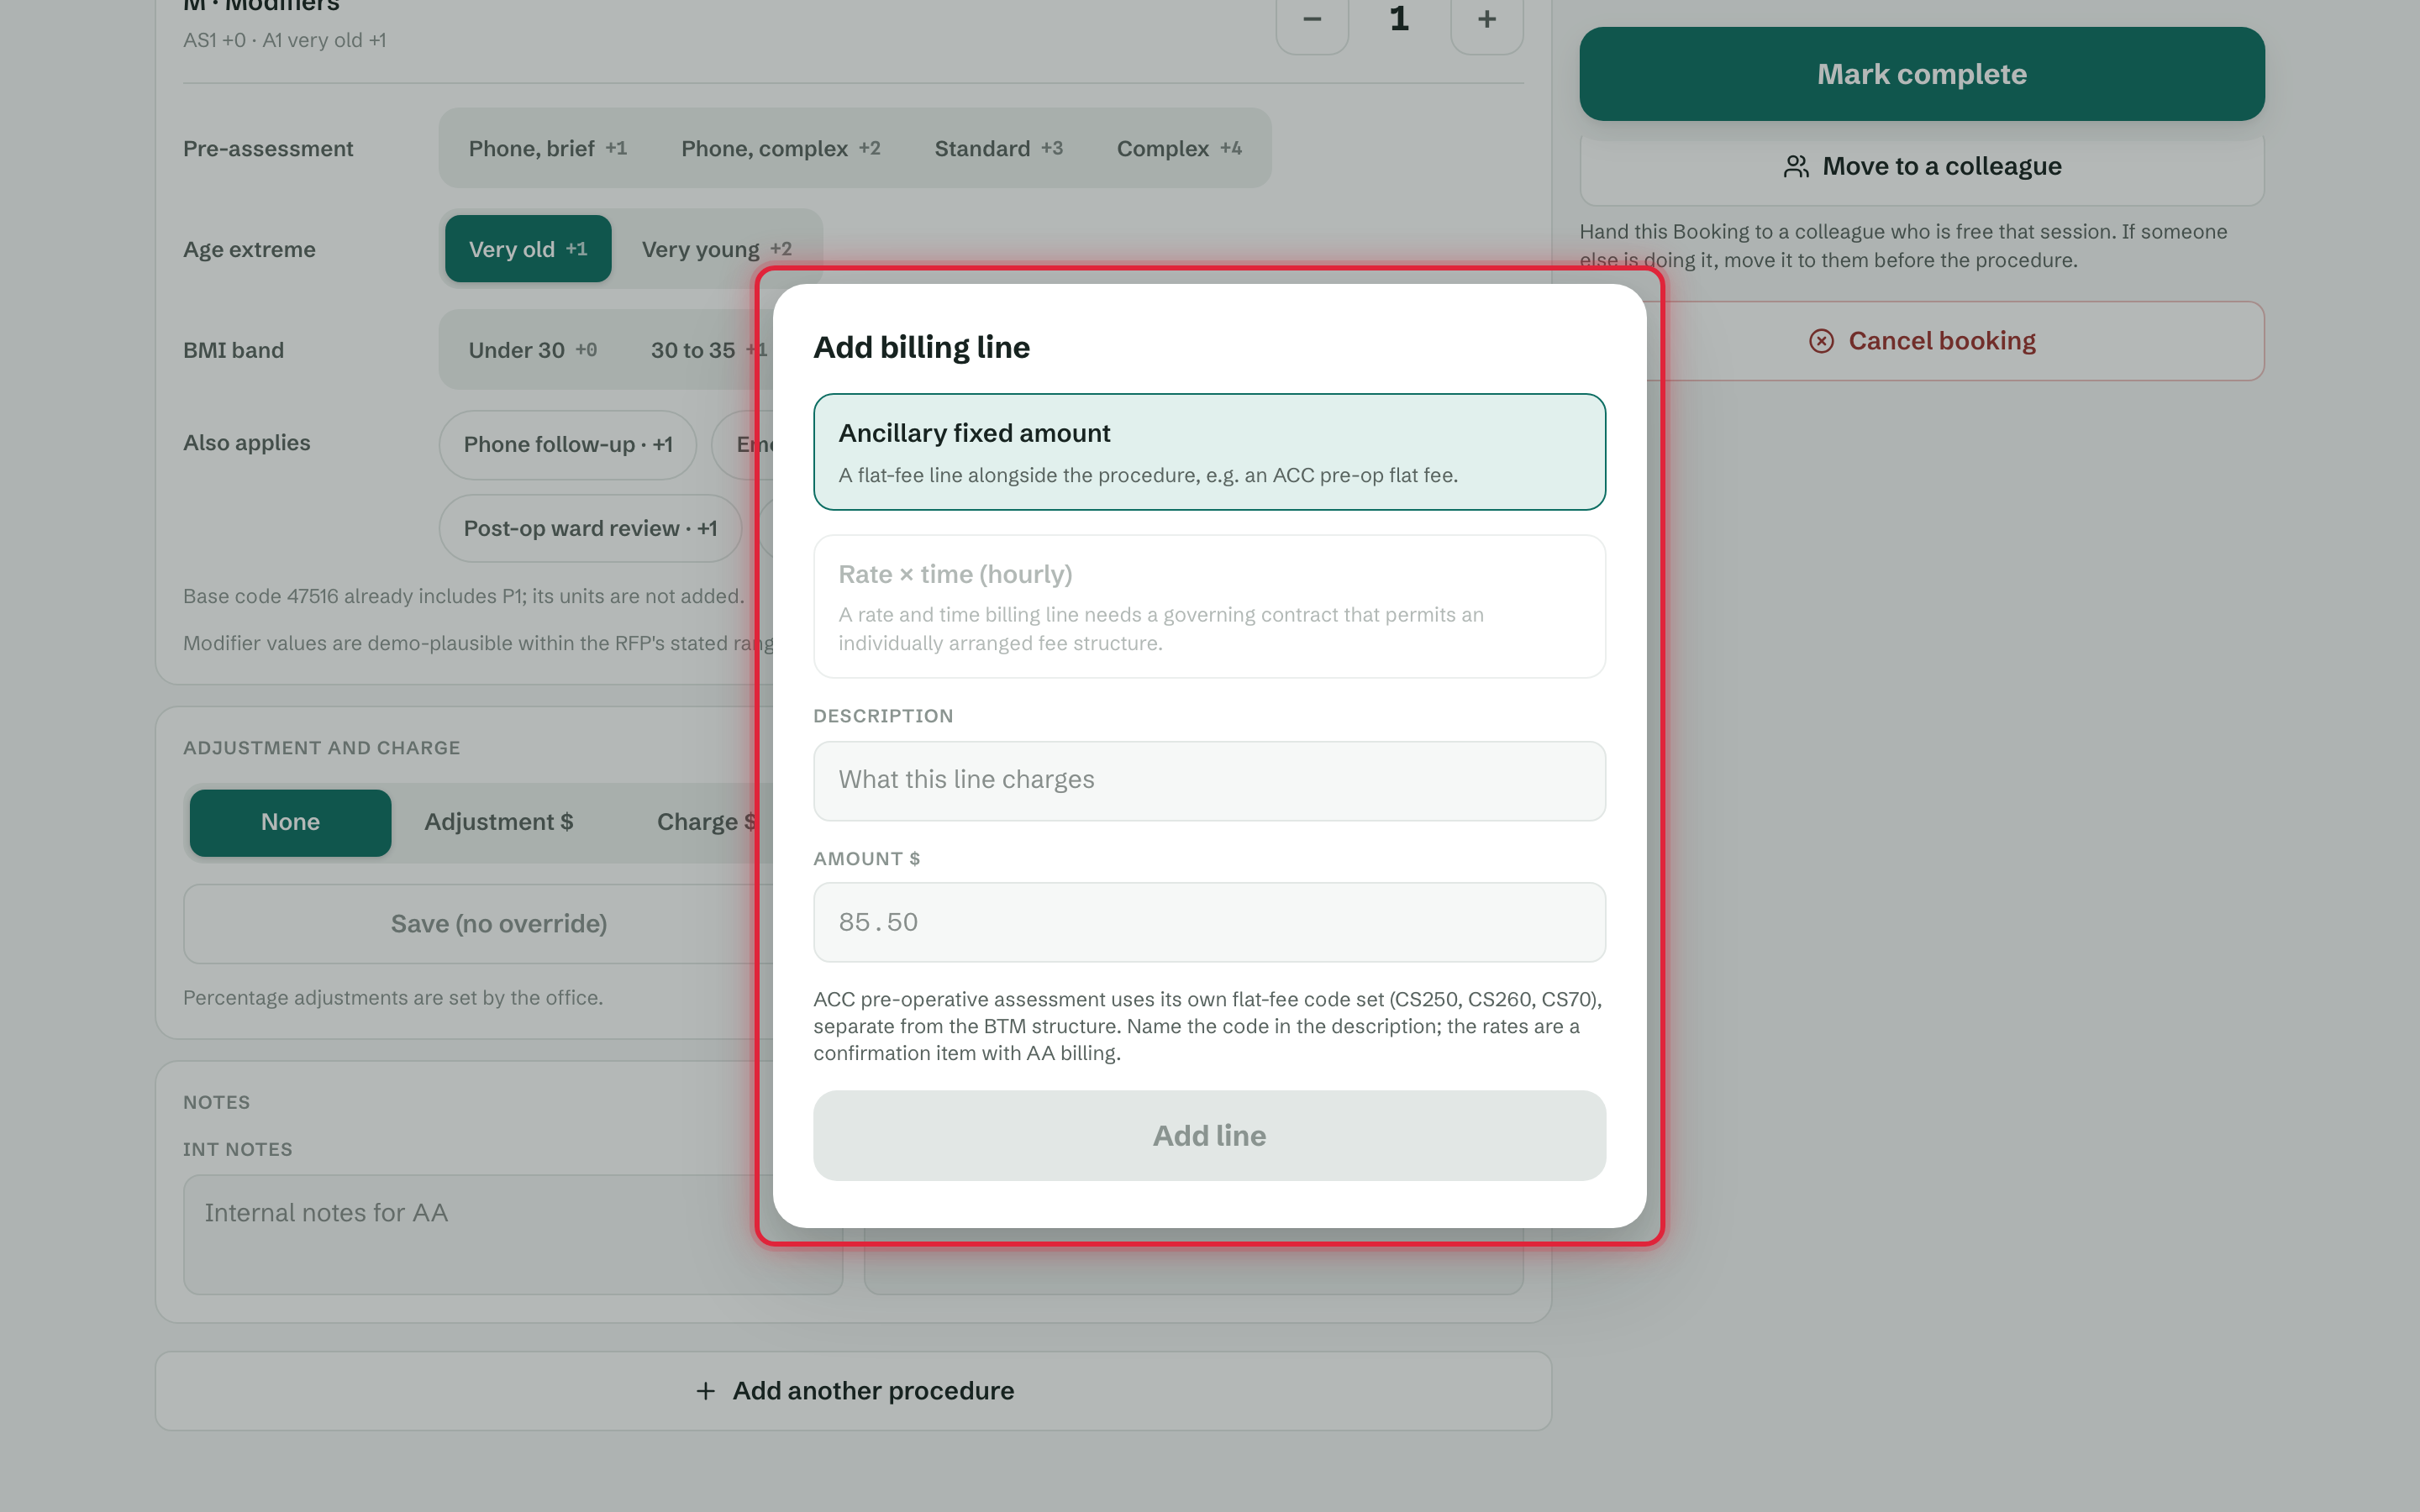 M · Modifiers
AS1 +0 · A1 very old +1
− 1 +
Pre-assessment
Phone, brief +1 Phone, complex +2 Standard +3 Complex +4
Age extreme
Very old +1 Very young +2
BMI band
Under 30 +0 30 to 35 +1
Also applies
Phone follow-up · +1
Post-op ward review · +1
Base code 47516 already includes P1; its units are not added.
Modifier values are demo-plausible within the RFP's stated
ADJUSTMENT AND CHARGE
None Adjustment $ Charge $
Save (no override)
Percentage adjustments are set by the office.
NOTES
INT NOTES
Internal notes for AA
+ Add another procedure
Mark complete
Move to a colleague
Hand this Booking to a colleague who is free that session. If someone
else is doing it, move it to them before the procedure.
Cancel booking
Add billing line
Ancillary fixed amount
A flat-fee line alongside the procedure, e.g. an ACC pre-op flat fee.
Rate × time (hourly)
A rate and time billing line needs a governing contract that permits an
individually arranged fee structure.
DESCRIPTION
What this line charges
AMOUNT $
85.50
ACC pre-operative assessment uses its own flat-fee code set (CS250, CS260, CS70),
separate from the BTM structure. Name the code in the description; the rates are a
confirmation item with AA billing.
Add line